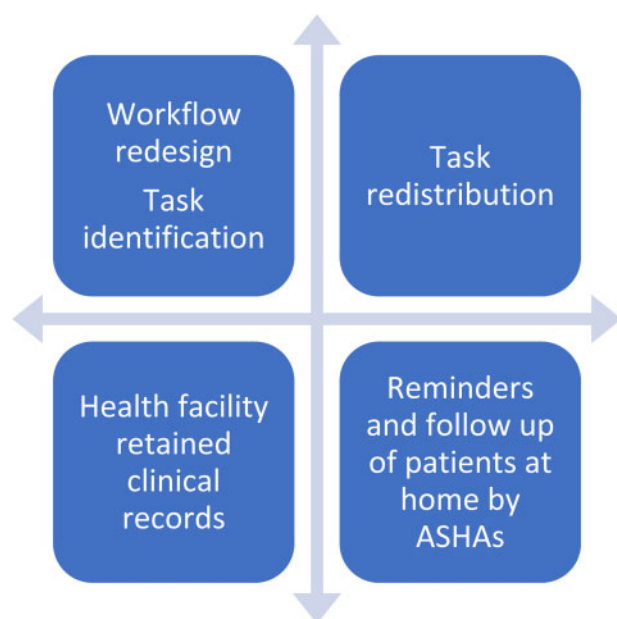 Workflow
redesign
Task
identification
Task
redistribution
Health facility
retained
clinical
records
Reminders
and follow up
of patients at
home by
ASHAs